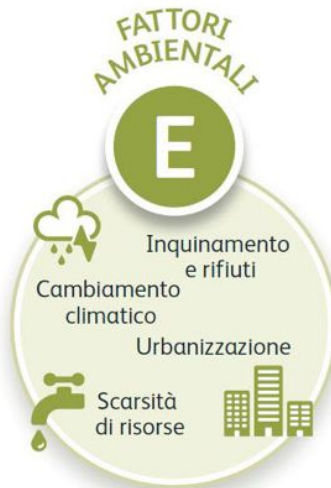 FATTORI
AMBIENTALI
E
Inquinamento
e rifiuti
Cambiamento
climatico
Urbanizzazione
Scarsità
di risorse